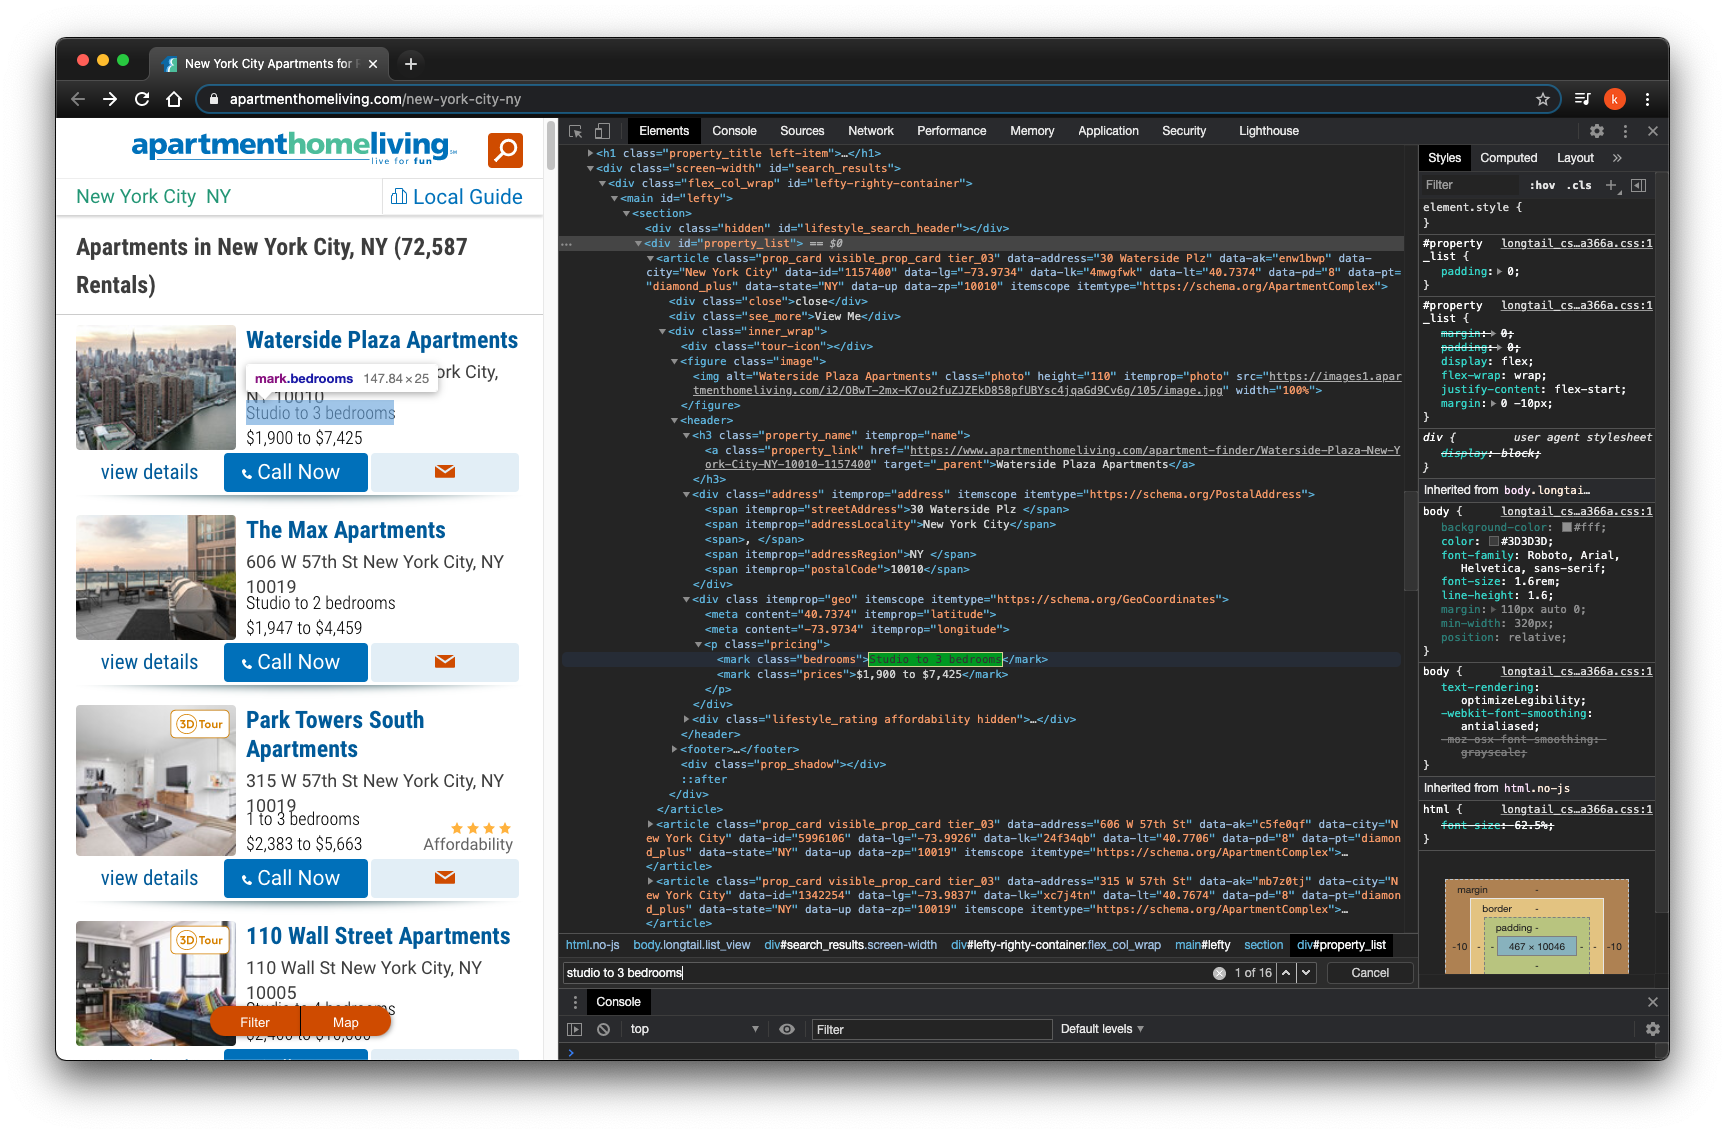 New York City Apartments for R
apartmenthomeliving.com/new-york-city-ny
k
apartmenthomeliving
live for fun
New York City NY
Local Guide
Apartments in New York City, NY (72,587
Rentals)
Waterside Plaza Apartments
ork City,
mark.bedrooms 147.84×25
NY 10010
Studio to 3 bedrooms
$1,900 to $7,425
view details
Call Now
The Max Apartments
606 W 57th St New York City, NY
10019
Studio to 2 bedrooms
$1,947 to $4,459
view details
Call Now
3D Tour
Park Towers South
Apartments
315 W 57th St New York City, NY
10019
1 to 3 bedrooms
$2,383 to $5,663
Affordability
view details
Call Now
3D Tour
110 Wall Street Apartments
110 Wall St New York City, NY
10005
Filter
Map
Elements Console Sources Network Performance Memory Application Security Lighthouse
<h1 class="property_title left-item">…</h1>
<div class="screen-width" id="search_results">
<div class="flex_col_wrap" id="lefty-righty-container">
<main id="lefty">
<section>
<div class="hidden" id="lifestyle_search_header"></div>
<div id="property_list"> == $0
<article class="prop_card visible_prop_card tier_03" data-address="30 Waterside Plz" data-ak="enw1bwp" data-
city="New York City" data-id="1157400" data-lg="-73.9734" data-lk="4mwgfwk" data-lt="40.7374" data-pd="8" data-pt=
"diamond_plus" data-state="NY" data-up data-zp="10010" itemscope itemtype="https://schema.org/ApartmentComplex">
<div class="close">close</div>
<div class="see_more">View Me</div>
<div class="inner_wrap">
<div class="tour-icon"></div>
<figure class="image">
<img alt="Waterside Plaza Apartments" class="photo" height="110" itemprop="photo" src="https://images1.apar
tmenthomeliving.com/i2/OBwT-2mx-K7ou2fuZJZEkD8S8pfUBYsc4jqaGd9Cv6g/105/image.jpg" width="100%">
</figure>
<header>
<h3 class="property_name" itemprop="name">
<a class="property_link" href="https://www.apartmenthomeliving.com/apartment-finder/Waterside-Plaza-New-Y
ork-City-NY-10010-1157400" target="_parent">Waterside Plaza Apartments</a>
</h3>
<div class="address" itemprop="address" itemscope itemtype="https://schema.org/PostalAddress">
<span itemprop="streetAddress">30 Waterside Plz </span>
<span itemprop="addressLocality">New York City</span>
<span>, </span>
<span itemprop="addressRegion">NY </span>
<span itemprop="postalCode">10010</span>
</div>
<div class itemprop="geo" itemscope itemtype="https://schema.org/GeoCoordinates">
<meta content="40.7374" itemprop="latitude">
<meta content="-73.9734" itemprop="longitude">
<p class="pricing">
<mark class="bedrooms">Studio to 3 bedrooms</mark>
<mark class="prices">$1,900 to $7,425</mark>
</p>
</div>
<div class="lifestyle_rating affordability hidden">…</div>
</header>
<footer>…</footer>
<div class="prop_shadow"></div>
::after
</div>
</article>
<article class="prop_card visible_prop_card tier_03" data-address="606 W 57th St" data-ak="c5fe0qf" data-city="N
ew York City" data-id="5996106" data-lg="-73.9926" data-lk="24f34qb" data-lt="40.7706" data-pd="8" data-pt="diamon
d_plus" data-state="NY" data-up data-zp="10019" itemscope itemtype="https://schema.org/ApartmentComplex">…
</article>
<article class="prop_card visible_prop_card tier_03" data-address="315 W 57th St" data-ak="mb7z0tj" data-city="N
ew York City" data-id="1342254" data-lg="-73.9837" data-lk="xc7j4tn" data-lt="40.7674" data-pd="8" data-pt="diamon
d_plus" data-state="NY" data-up data-zp="10019" itemscope itemtype="https://schema.org/ApartmentComplex">…
</article>
html.no-js body.longtail.list_view div#search_results.screen-width div#lefty-righty-container.flex_col_wrap main#lefty section div#property_list
studio to 3 bedrooms
1 of 16
Cancel
Console
top
Filter
Default levels
Styles Computed Layout
Filter
:hov .cls
element.style {
}
#property longtail_cs…a366a.css:1
_list {
padding: 0;
}
#property longtail_cs…a366a.css:1
_list {
margin: 0;
padding: 0;
display: flex;
flex-wrap: wrap;
justify-content: flex-start;
margin: 0 -10px;
}
div { user agent stylesheet
display: block;
}
Inherited from body.longtai…
body { longtail_cs…a366a.css:1
background-color: #fff;
color: #3D3D3D;
font-family: Roboto, Arial,
Helvetica, sans-serif;
font-size: 1.6rem;
line-height: 1.6;
margin: 110px auto 0;
min-width: 320px;
position: relative;
}
body { longtail_cs…a366a.css:1
text-rendering:
optimizeLegibility;
-webkit-font-smoothing:
antialiased;
-moz-osx-font-smoothing:
grayscale;
}
Inherited from html.no-js
html { longtail_cs…a366a.css:1
font-size: 62.5%;
}
margin -
border -
padding -
-10 - - 467 × 10046 - - -10
-